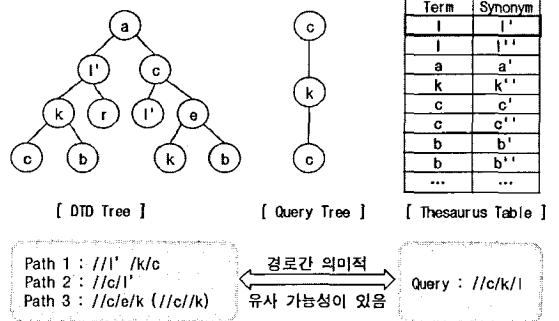 a
l' c
k r l' e
c b k b
[ DTD Tree ]
c
k
c
[ Query Tree ]
Term Synonym
l l'
l l''
a a'
k k''
c c'
c c''
b b'
b b''
... ...
[ Thesaurus Table ]
Path 1 : //l' /k/c
Path 2 : //c/l'
Path 3 : //c/e/k (//c//k)
경로간 의미적
유사 가능성이 있음
Query : //c/k/l